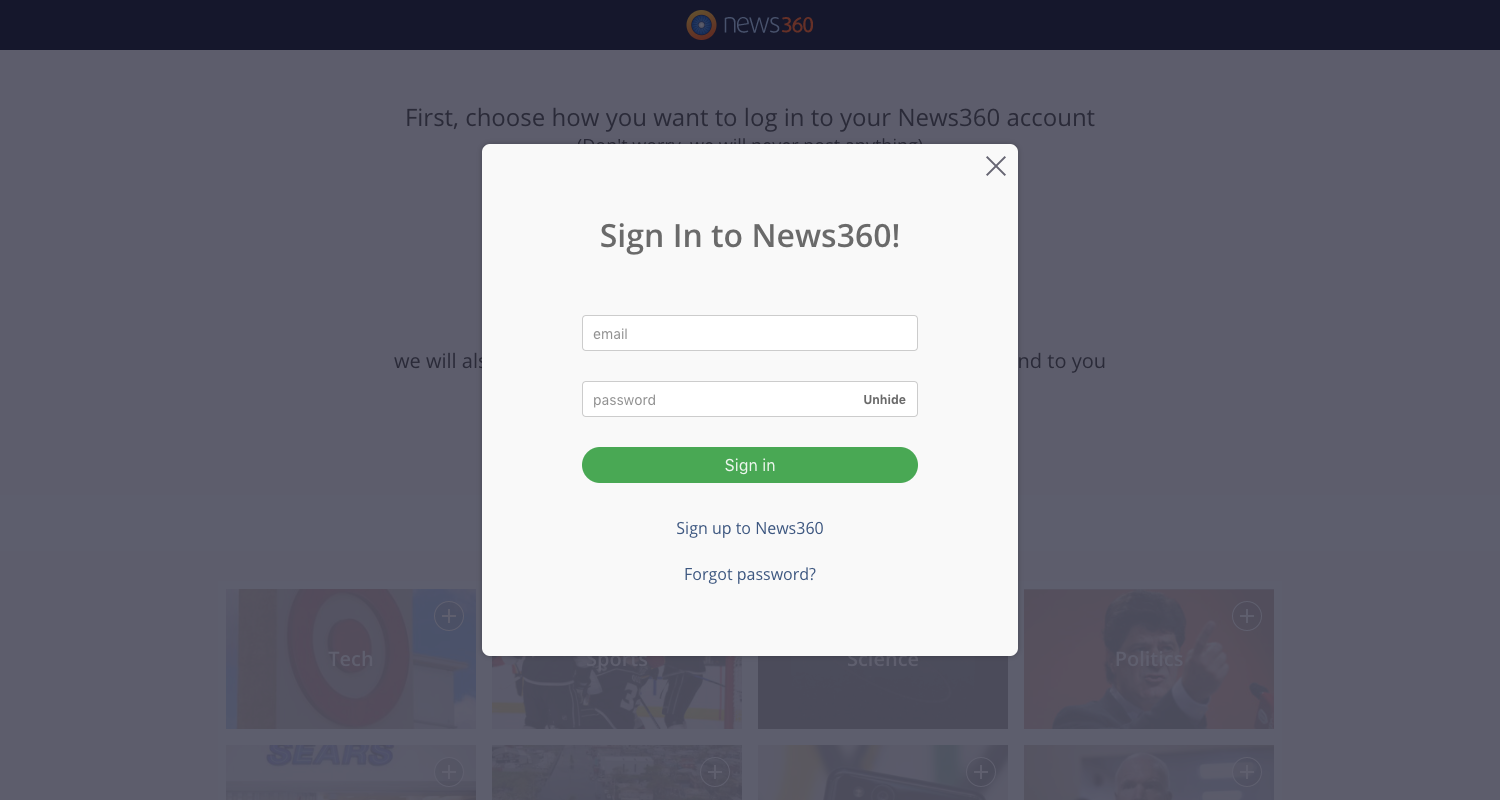 news360
First, choose how you want to log in to your News360 account
(Don't worry, we will never post anything)
Sign In to News360!
email
we will als
nd to you
password
Unhide
Sign in
Sign up to News360
Forgot password?
Tech
Sports
Science
Politics
SEARS